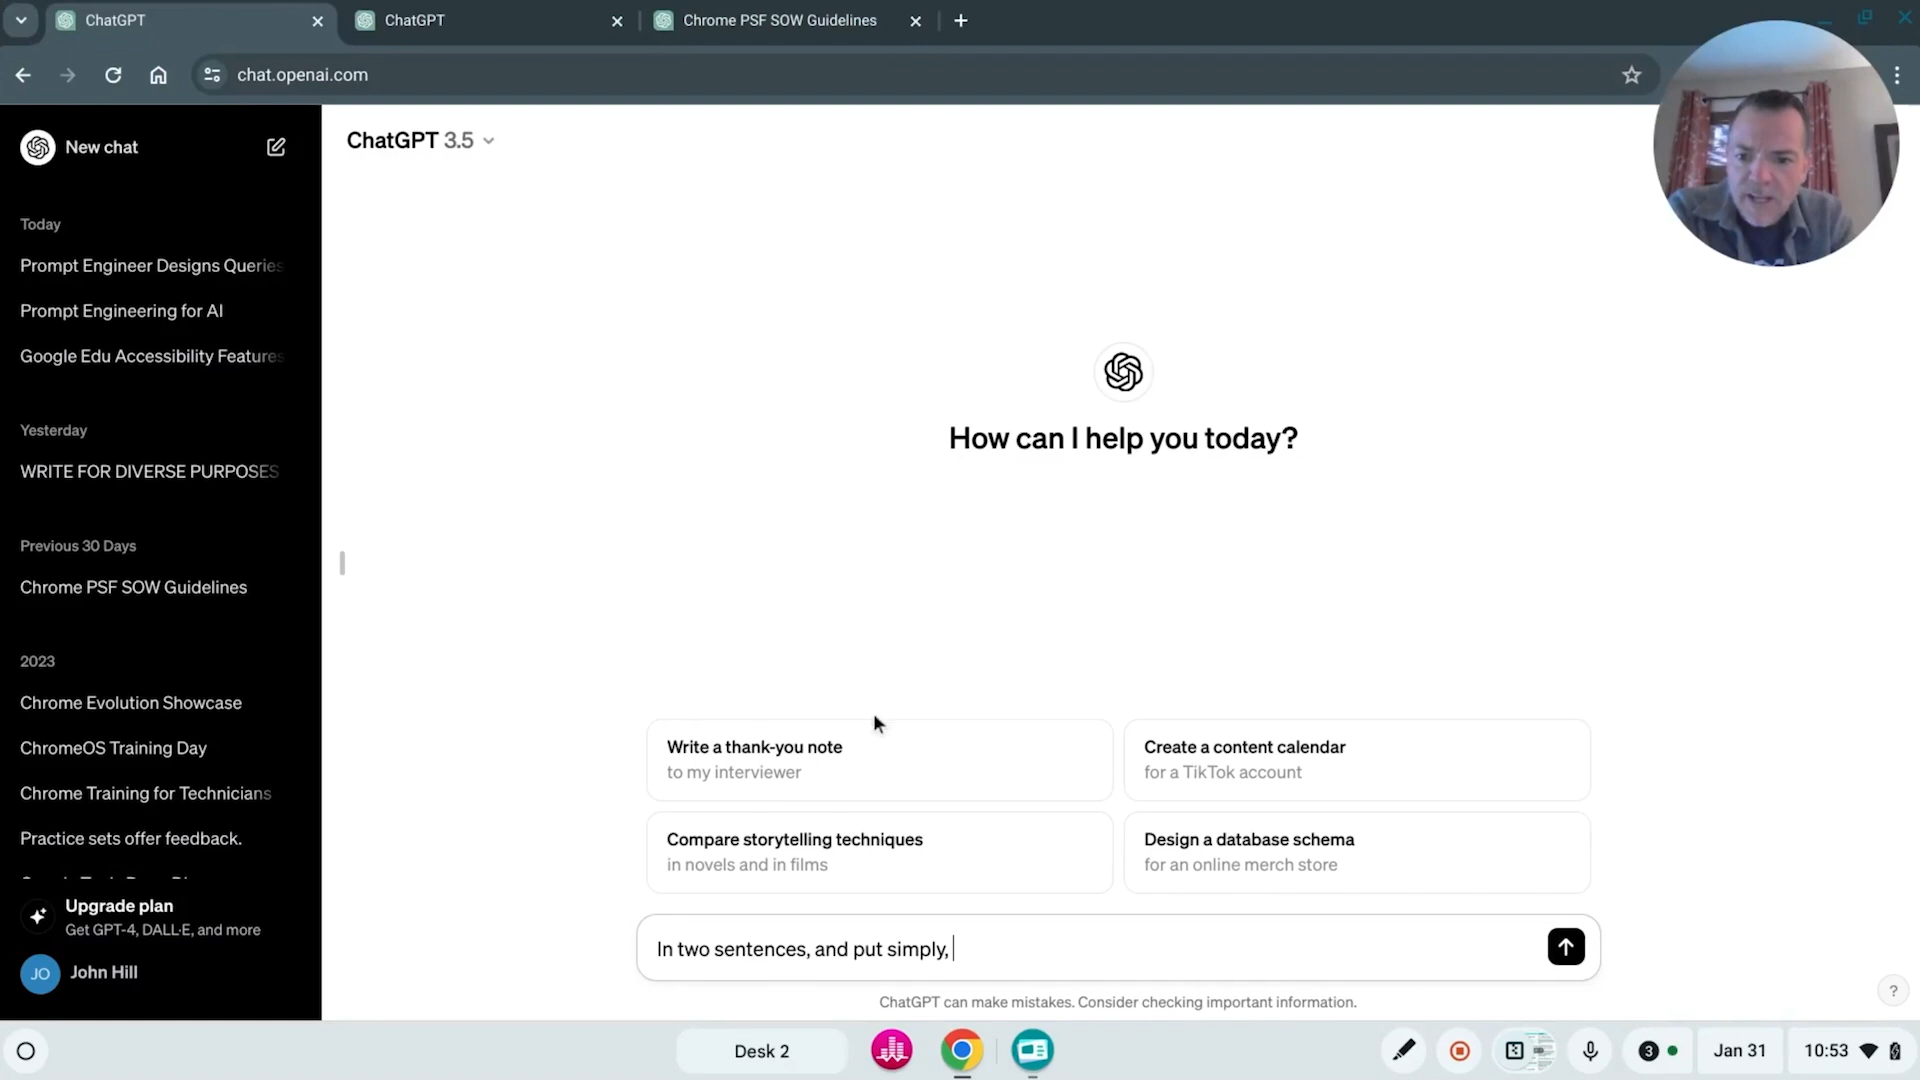 ChatGPT
ChatGPT
Chrome PSF SOW Guidelines
chat.openai.com
New chat
ChatGPT 3.5
Today
Prompt Engineer Designs Queries
Prompt Engineering for AI
Google Edu Accessibility Features
Yesterday
WRITE FOR DIVERSE PURPOSES
Previous 30 Days
Chrome PSF SOW Guidelines
2023
Chrome Evolution Showcase
ChromeOS Training Day
Chrome Training for Technicians
Practice sets offer feedback.
Upgrade plan
Get GPT-4, DALL·E, and more
JO
John Hill
How can I help you today?
Write a thank-you note
to my interviewer
Create a content calendar
for a TikTok account
Compare storytelling techniques
in novels and in films
Design a database schema
for an online merch store
In two sentences, and put simply,
ChatGPT can make mistakes. Consider checking important information.
?
Desk 2
3
Jan 31
10:53